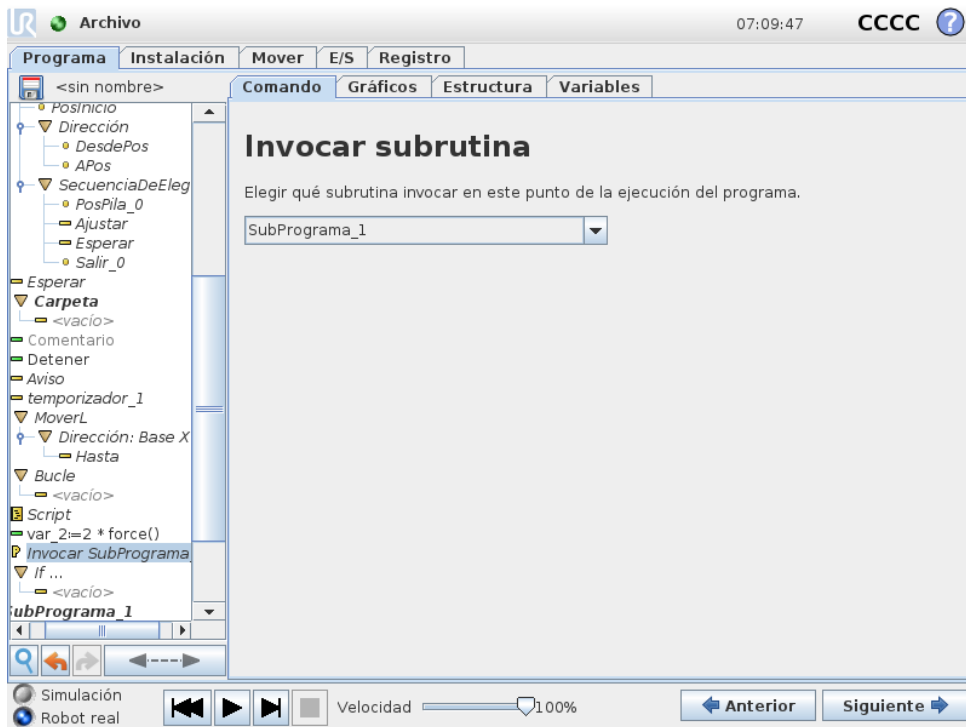 UR Archivo 07:09:47 CCCC ?
Programa Instalación Mover E/S Registro
<sin nombre> Comando Gráficos Estructura Variables
PosInicio
Dirección
DesdePos
APos
SecuenciaDeEleg
PosPila_0
Ajustar
Esperar
Salir_0
Esperar
Carpeta
<vacío>
Comentario
Detener
Aviso
temporizador_1
MoverL
Dirección: Base X
Hasta
Bucle
<vacío>
Script
var_2:=2 * force()
P Invocar SubPrograma
If ...
<vacío>
SubPrograma_1
Invocar subrutina
Elegir qué subrutina invocar en este punto de la ejecución del programa.
SubPrograma_1
Simulación
Robot real
Velocidad 100%
Anterior Siguiente